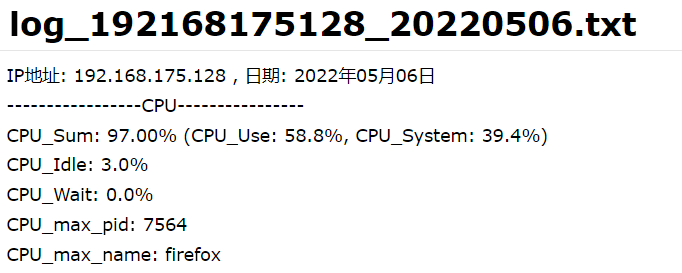 log_192168175128_20220506.txt
IP地址: 192.168.175.128 , 日期: 2022年05月06日
-----------------CPU----------------
CPU_Sum: 97.00% (CPU_Use: 58.8%, CPU_System: 39.4%)
CPU_Idle: 3.0%
CPU_Wait: 0.0%
CPU_max_pid: 7564
CPU_max_name: firefox